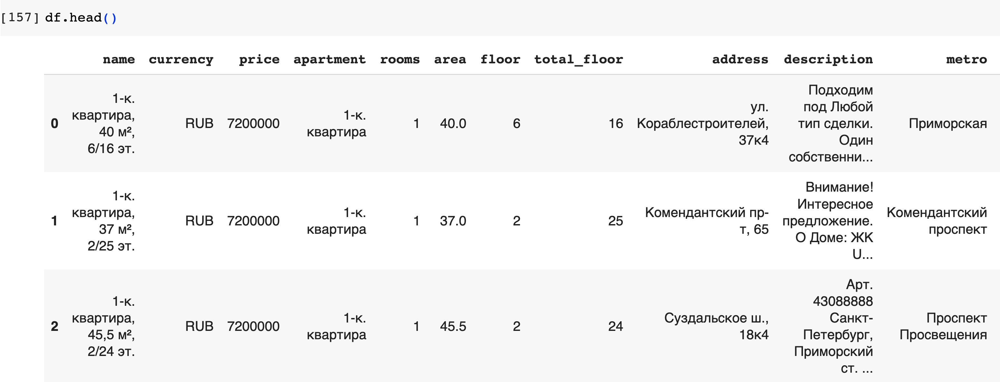 [157] df.head()
name currency price apartment rooms area floor total_floor address description metro
0
1-к.
квартира,
40 м²,
6/16 эт.
RUB
7200000
1-к.
квартира
1
40.0
6
16
ул.
Кораблестроителей,
37к4
Подходим
под Любой
тип сделки.
Один
собственни...
Приморская
1
1-к.
квартира,
37 м²,
2/25 эт.
RUB
7200000
1-к.
квартира
1
37.0
2
25
Комендантский пр-
т, 65
Внимание!
Интересное
предложение.
О Доме: ЖК
U...
Комендантский
проспект
2
1-к.
квартира,
45,5 м²,
2/24 эт.
RUB
7200000
1-к.
квартира
1
45.5
2
24
Суздальское ш.,
18к4
Арт.
43088888
Санкт-
Петербург,
Приморский
ст. ...
Проспект
Просвещения